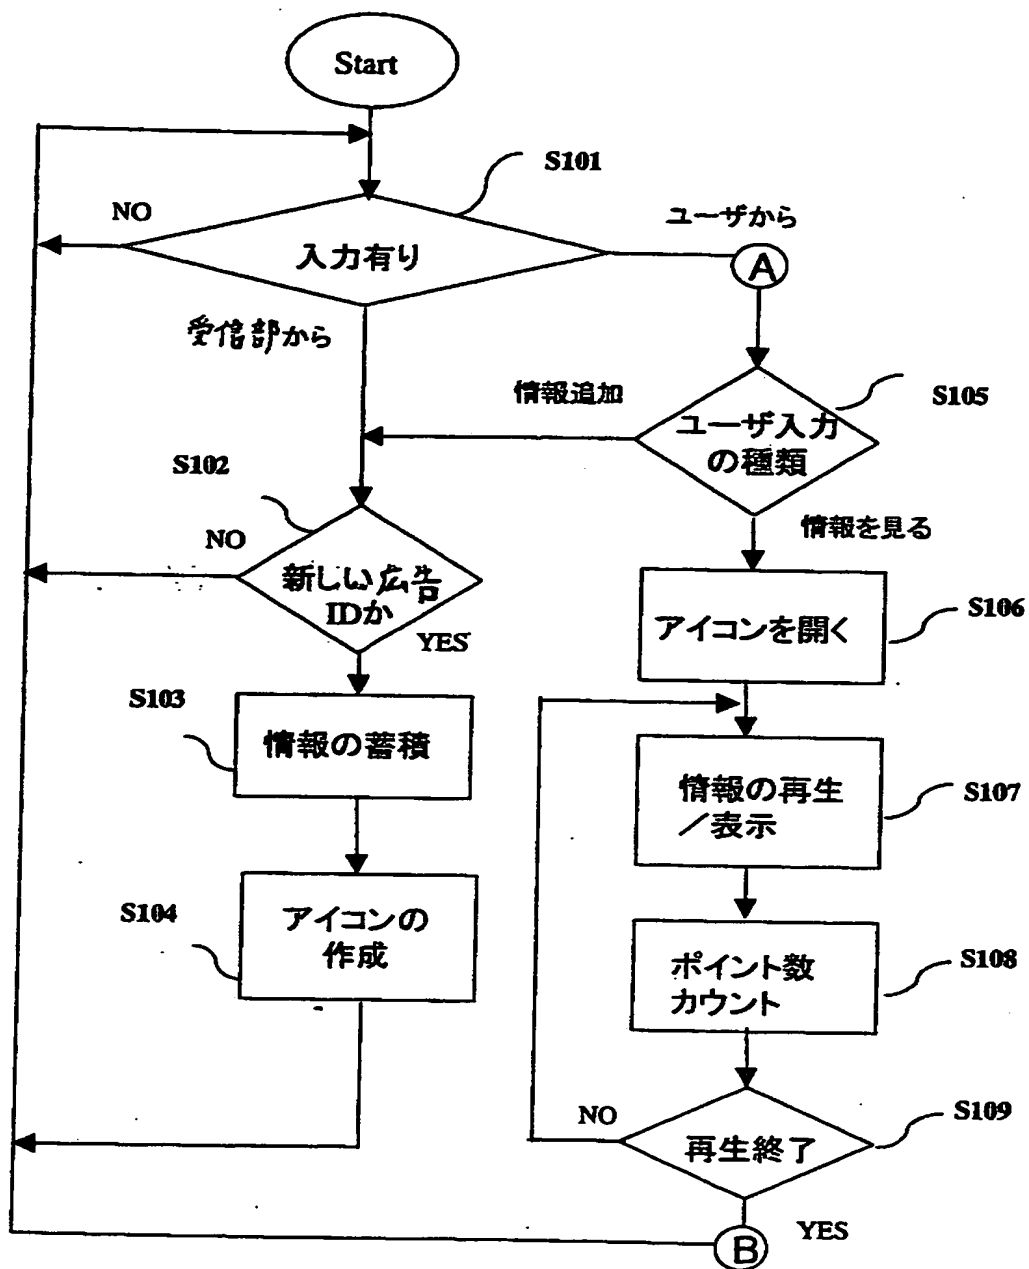 Start
S101
NO
ユーザから
入力有り
A
受信部から
情報追加
S105
ユーザ入力
の種類
S102
NO
情報を見る
新しい広告
IDか
YES
S106
アイコンを開く
S103
情報の蓄積
S107
情報の再生
/表示
S104
アイコンの
作成
S108
ポイント数
カウント
NO
S109
再生終了
YES
B